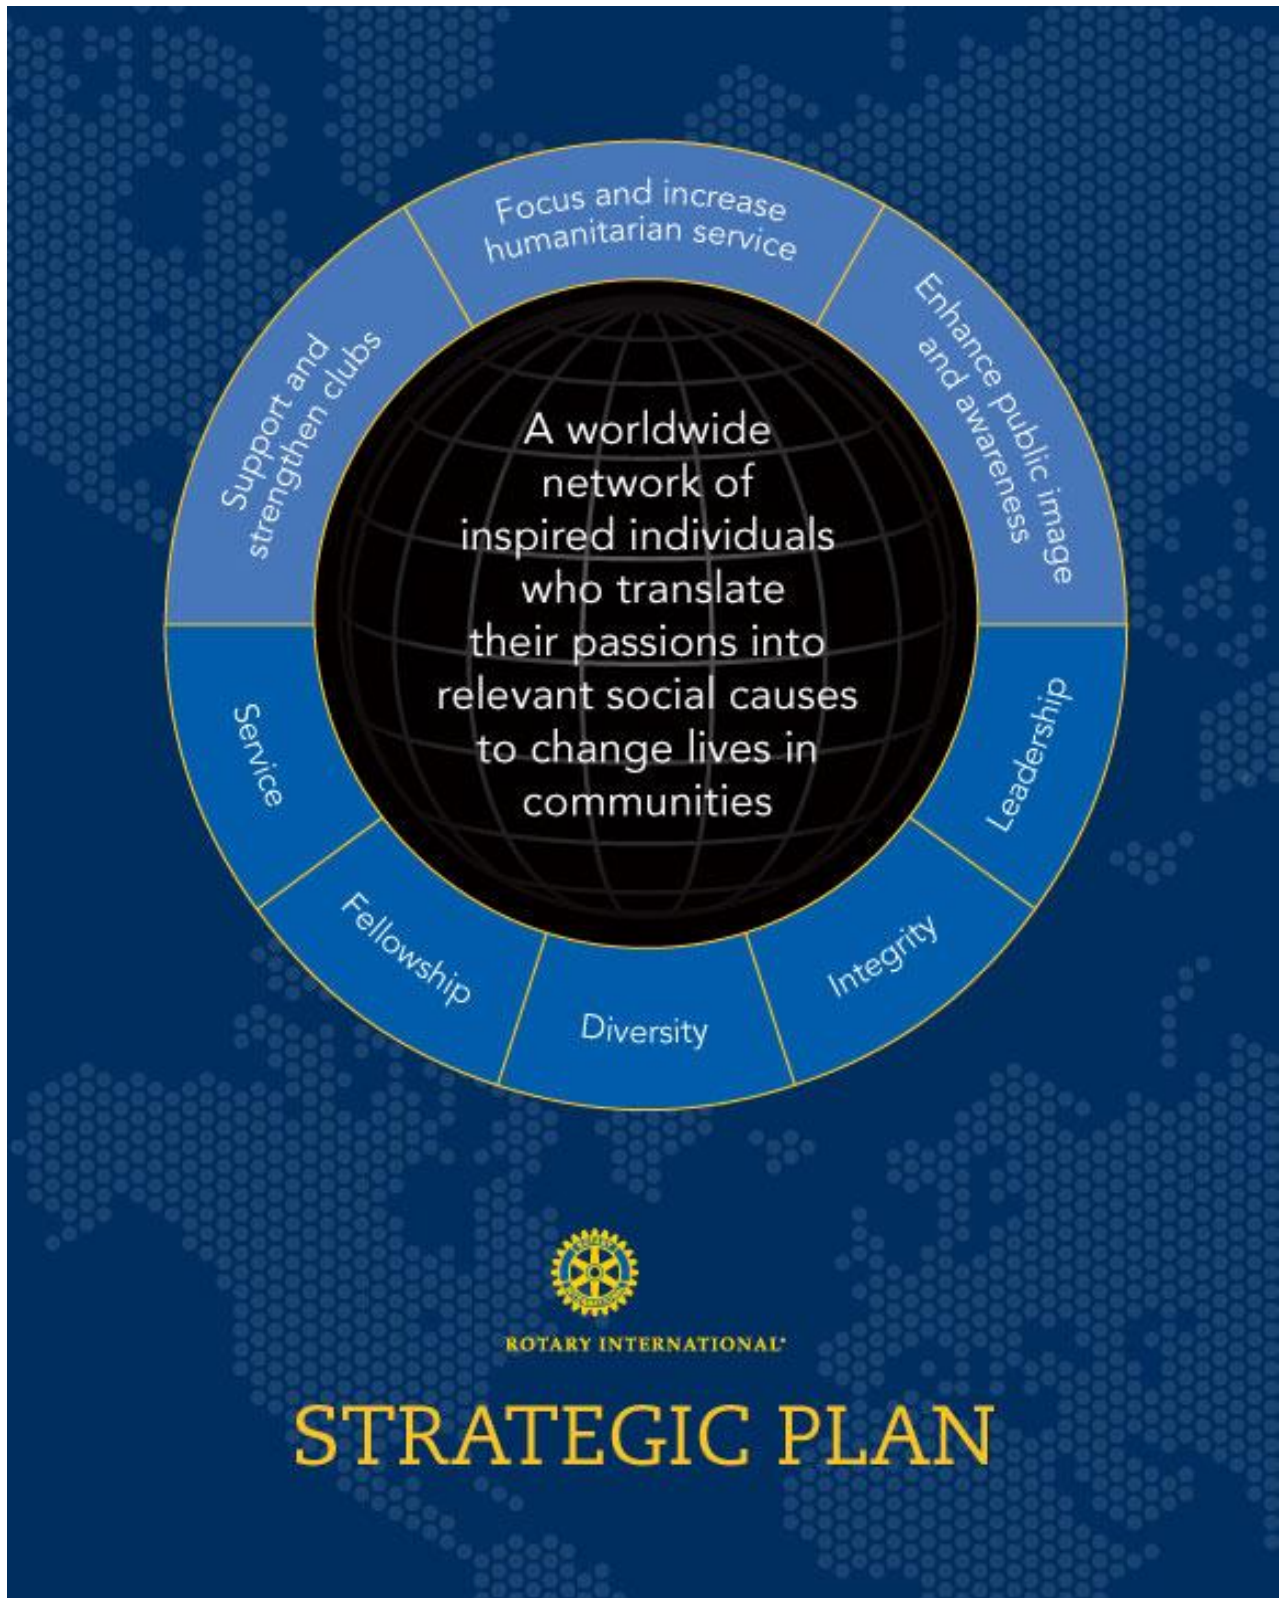 Focus and increase
humanitarian service
Support and
strengthen clubs
Enhance public image
and awareness
A worldwide
network of
inspired individuals
who translate
their passions into
relevant social causes
to change lives in
communities
Service
Fellowship
Diversity
Integrity
Leadership
ROTARY
INTERNATIONAL
ROTARY INTERNATIONAL®
STRATEGIC PLAN